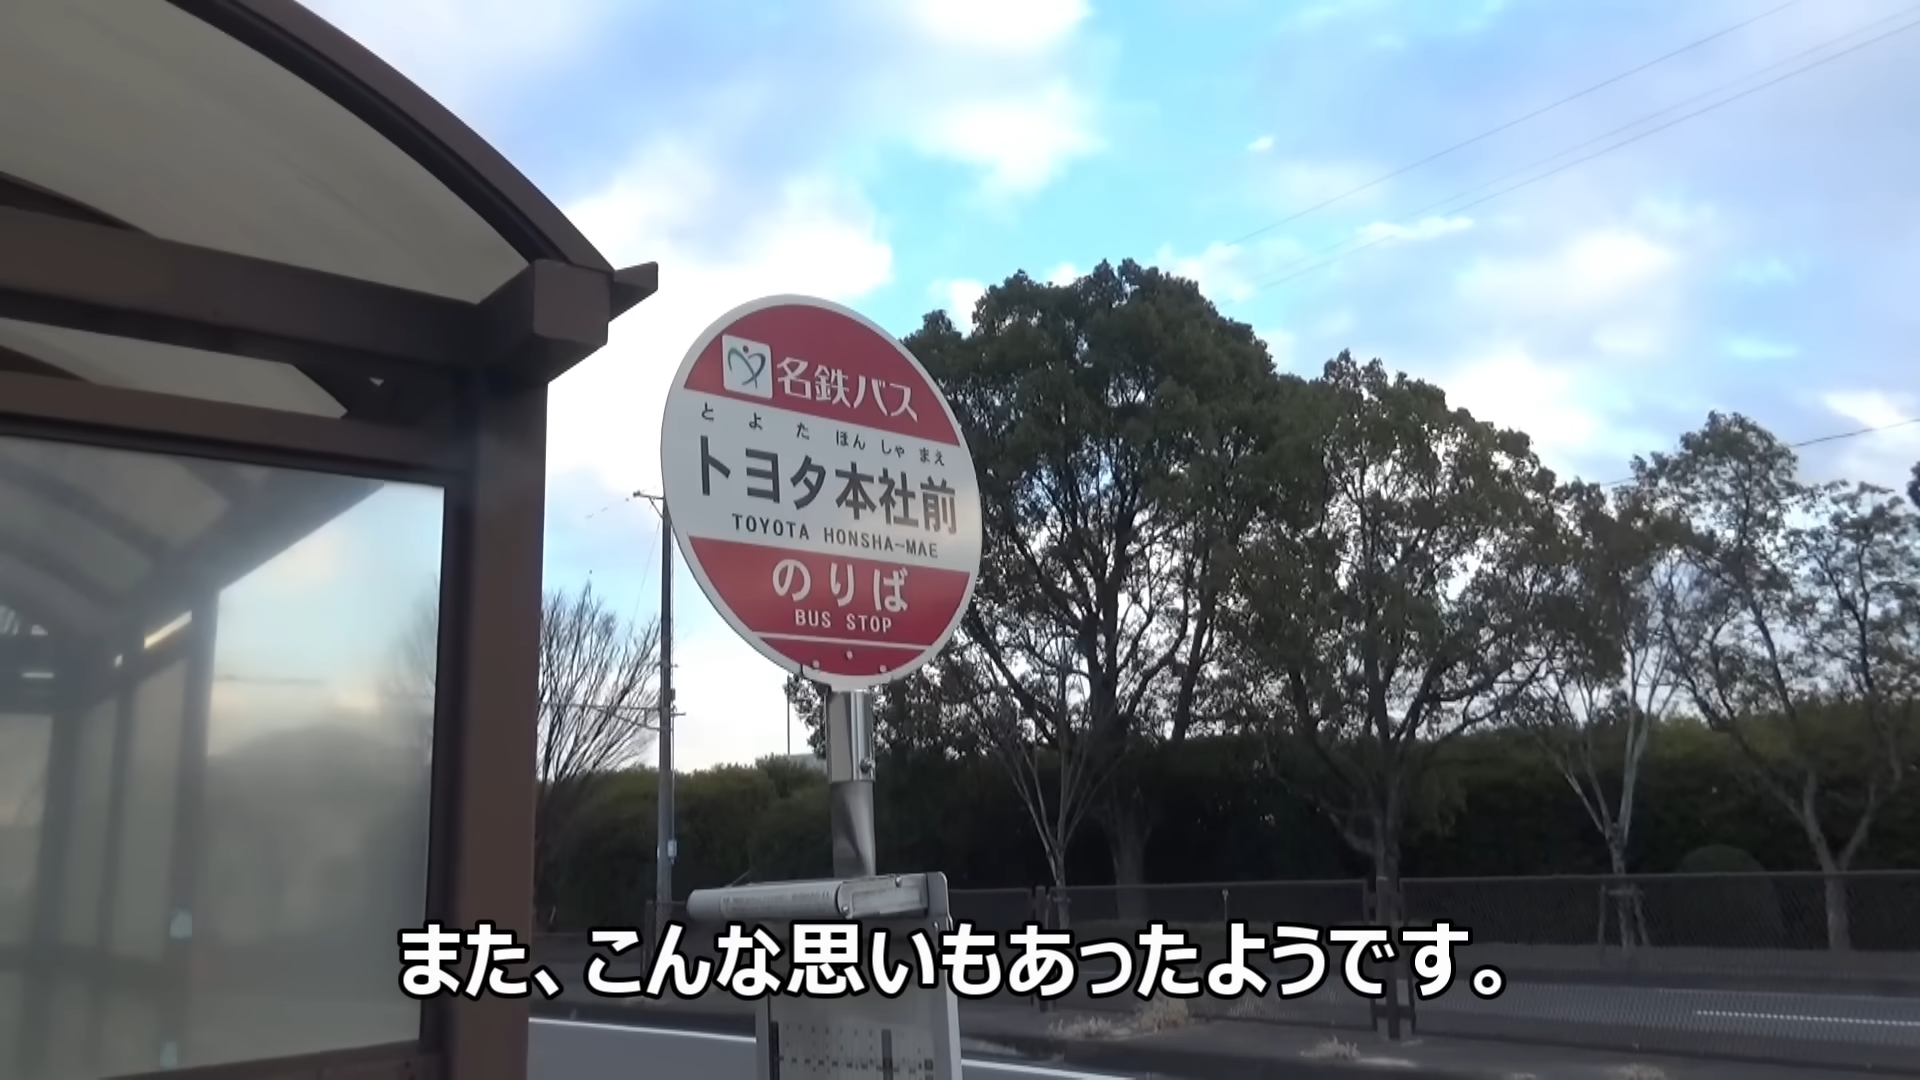 名鉄バス
とよた ほんしゃまえ
トヨタ本社前
TOYOTA HONSHA-MAE
のりば
BUS STOP
また、こんな思いもあったようです。